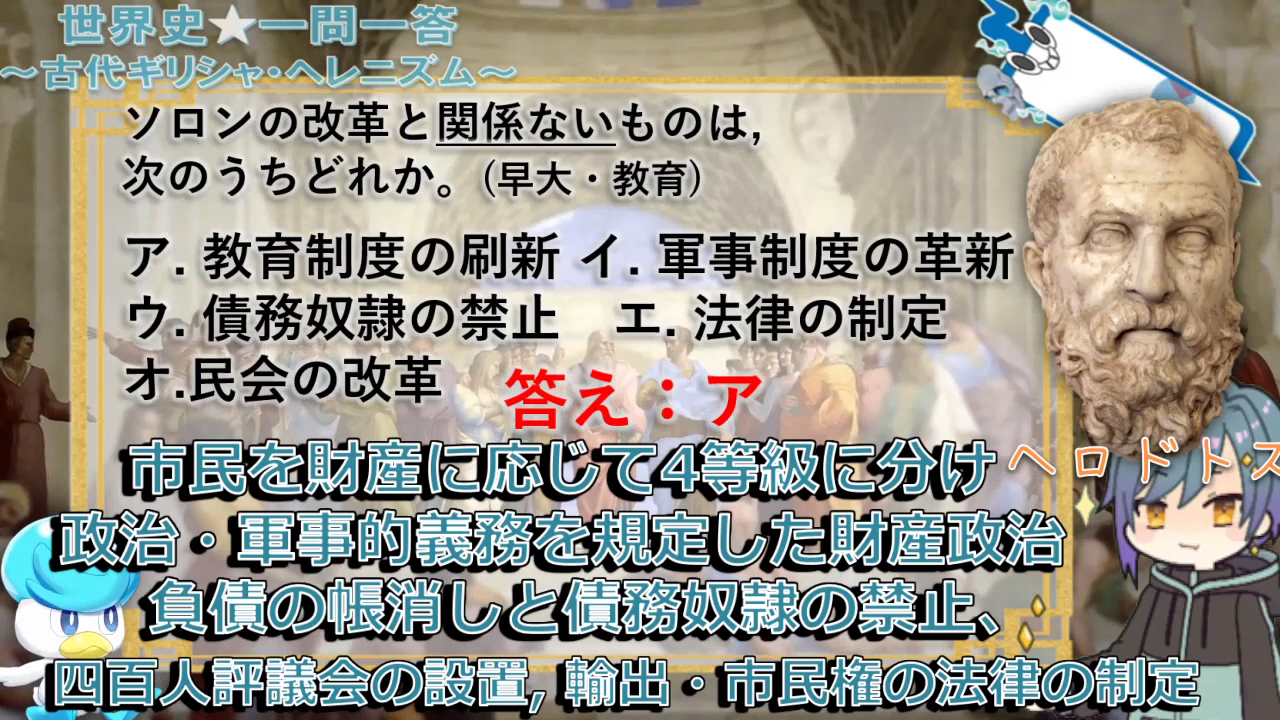 世界史★一問一答
～古代ギリシャ・ヘレニズム～
ソロンの改革と関係ないものは,
次のうちどれか。(早大・教育)
ア. 教育制度の刷新 イ. 軍事制度の革新
ウ. 債務奴隷の禁止 エ. 法律の制定
オ.民会の改革
答え：ア
市民を財産に応じて4等級に分け
ヘロドトス
政治・軍事的義務を規定した財産政治
負債の帳消しと債務奴隷の禁止、
四百人評議会の設置, 輸出・市民権の法律の制定